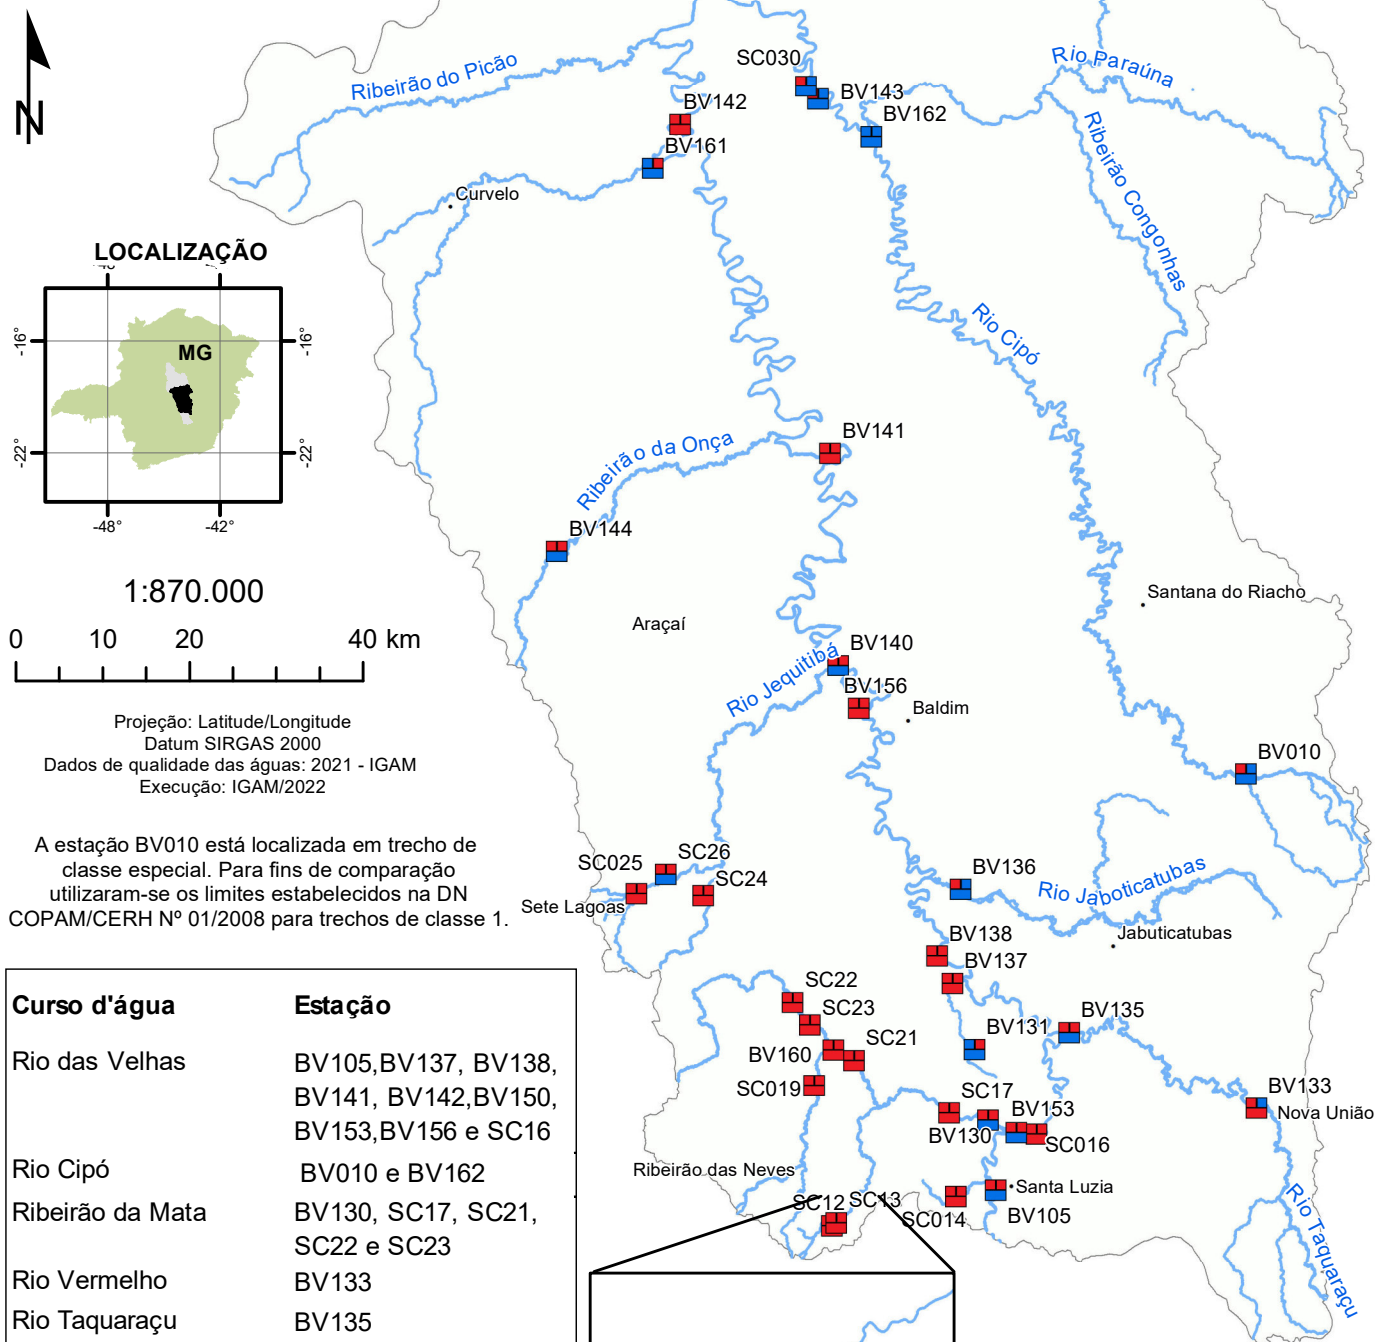 N
Ribeirão do Picão
SC030
Rio Paraúna
BV143
BV142
BV162
BV161
Ribeirão Congonhas
Curvelo
LOCALIZAÇÃO
-16°
MG
-16°
-22°
-22°
-48°
-42°
Rio Cipó
BV141
Ribeirão da Onça
BV144
1:870.000
0 10 20 40 km
Santana do Riacho
Araçaí
BV140
Rio Jequitibá
BV156
Baldim
Projeção: Latitude/Longitude
Datum SIRGAS 2000
Dados de qualidade das águas: 2021 - IGAM
Execução: IGAM/2022
BV010
A estação BV010 está localizada em trecho de
classe especial. Para fins de comparação
utilizaram-se os limites estabelecidos na DN
COPAM/CERH Nº 01/2008 para trechos de classe 1.
SC025
SC26
SC24
Sete Lagoas
BV136
Rio Jaboticatubas
Jabuticatubas
BV138
BV137
SC22
SC23
SC21
BV160
SC019
BV131
BV135
BV133
Nova União
SC17
BV153
BV130
SC016
Ribeirão das Neves
Santa Luzia
SC12
SC13
SC014
BV105
Rio Taquaraçu
Curso d'água Estação
Rio das Velhas BV105,BV137, BV138,
BV141, BV142,BV150,
BV153,BV156 e SC16
Rio Cipó BV010 e BV162
Ribeirão da Mata BV130, SC17, SC21,
SC22 e SC23
Rio Vermelho BV133
Rio Taquaraçu BV135